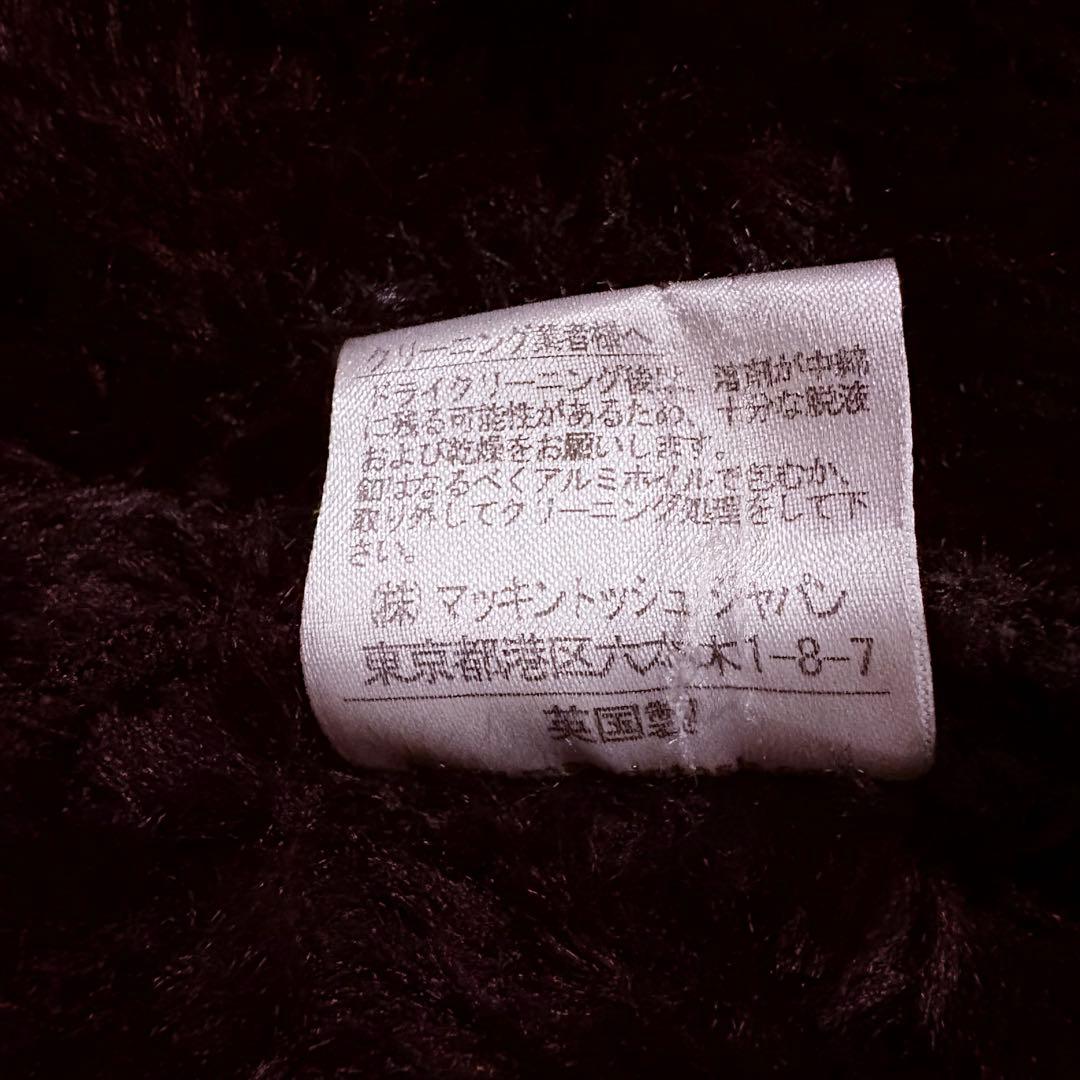 クリーニング業者様へ
ドライクリーニング後は、溶剤が中綿
に残る可能性があるため、十分な脱液
および乾燥をお願いします。
釦はなるべくアルミホイルで包むか、
取り外してクリーニング処理をして下
さい。
㈱ マッキントッシュ ジャパン
東京都港区六本木1-8-7
英国製